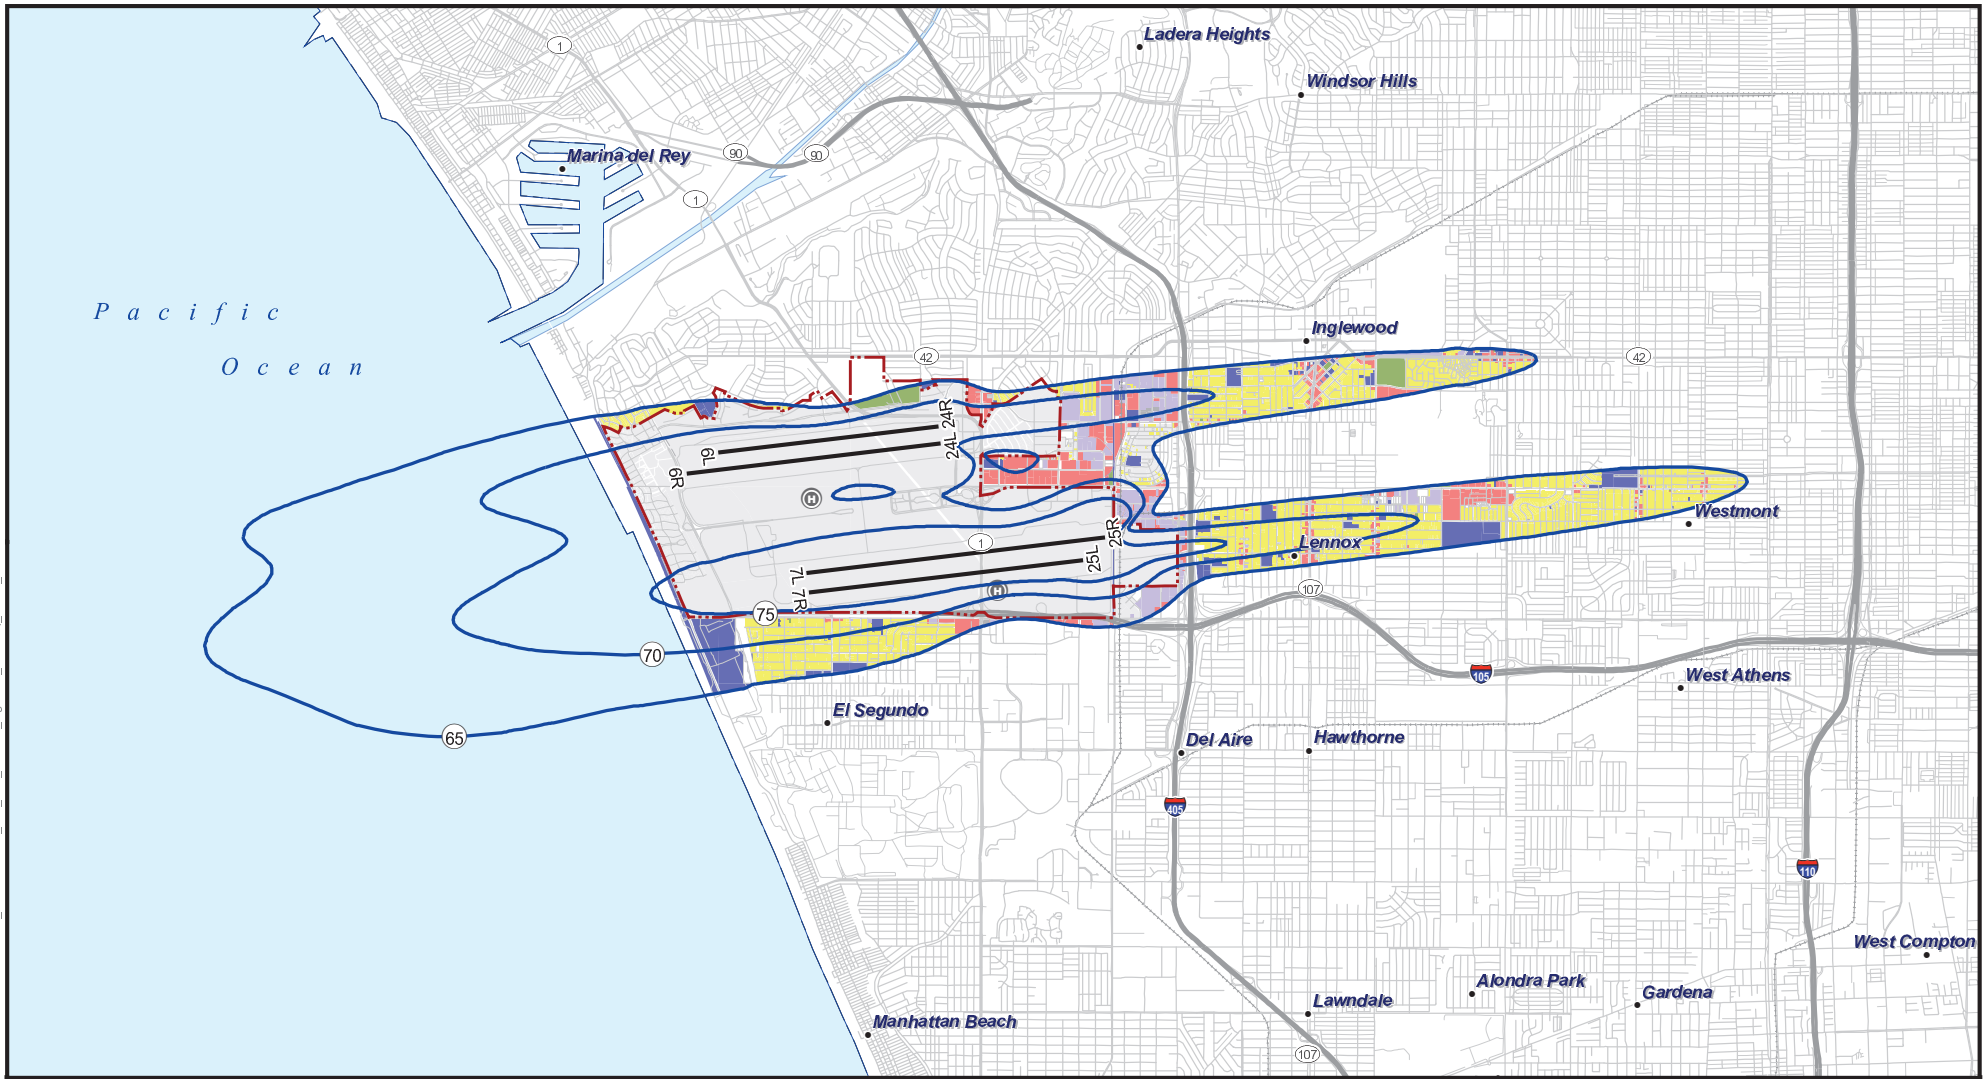 Ladera Heights
1
Windsor Hills
Marina del Rey
90
90
1
Pacific
Ocean
Inglewood
42
42
24R
24L
6L
6R
H
Westmont
25R
1
Lennox
25L
7L
7R
H
107
75
70
65
El Segundo
105
West Athens
Del Aire
Hawthorne
405
110
West Compton
Alondra Park
Gardena
Lawndale
Manhattan Beach
107